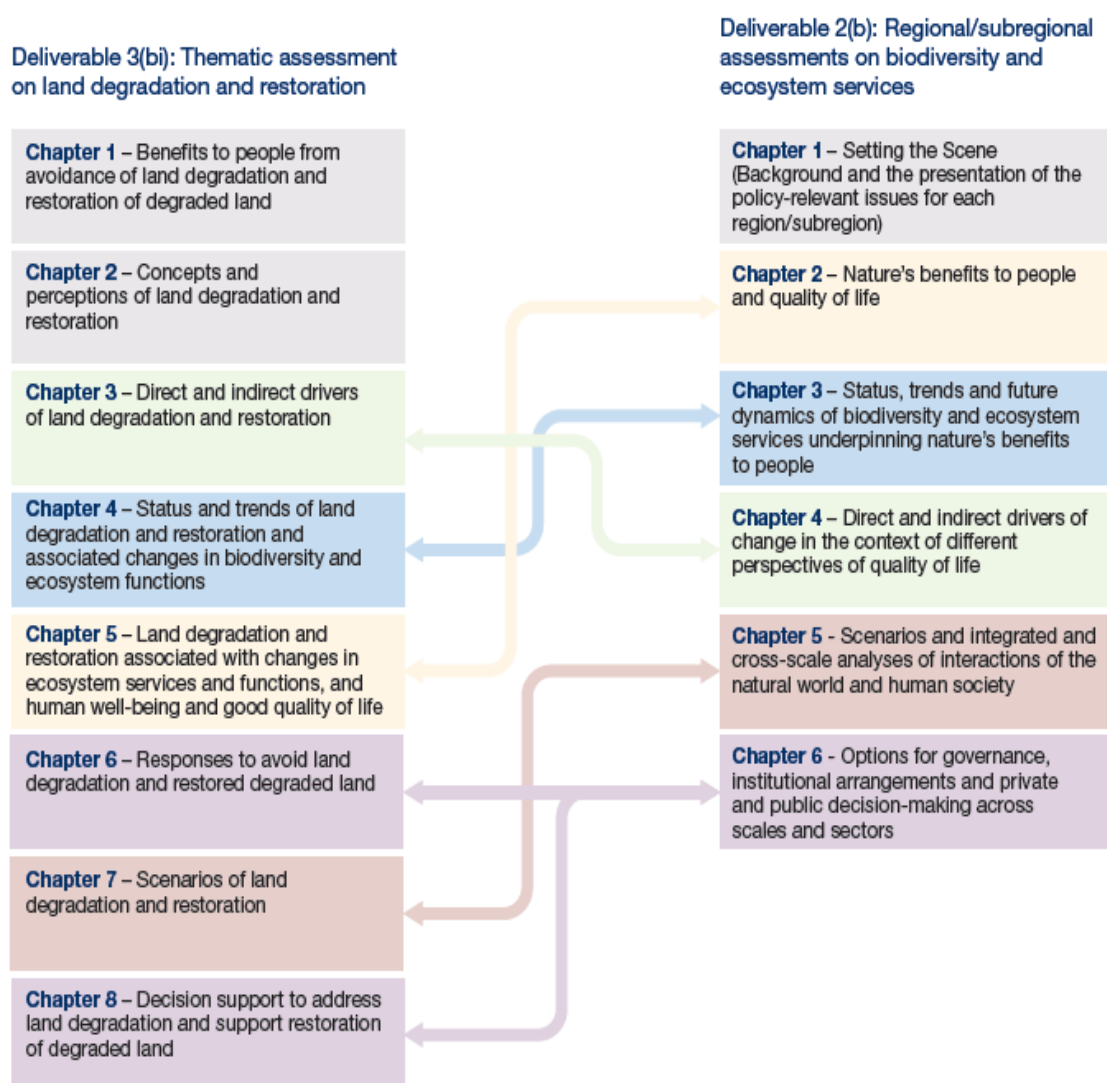 Deliverable 3(bi): Thematic assessment
on land degradation and restoration
Chapter 1 – Benefits to people from
avoidance of land degradation and
restoration of degraded land
Chapter 2 – Concepts and
perceptions of land degradation and
restoration
Chapter 3 – Direct and indirect drivers
of land degradation and restoration
Chapter 4 – Status and trends of land
degradation and restoration and
associated changes in biodiversity and
ecosystem functions
Chapter 5 – Land degradation and
restoration associated with changes in
ecosystem services and functions, and
human well-being and good quality of life
Chapter 6 – Responses to avoid land
degradation and restored degraded land
Chapter 7 – Scenarios of land
degradation and restoration
Chapter 8 – Decision support to address
land degradation and support restoration
of degraded land
Deliverable 2(b): Regional/subregional
assessments on biodiversity and
ecosystem services
Chapter 1 – Setting the Scene
(Background and the presentation of the
policy-relevant issues for each
region/subregion)
Chapter 2 – Nature’s benefits to people
and quality of life
Chapter 3 – Status, trends and future
dynamics of biodiversity and ecosystem
services underpinning nature’s benefits
to people
Chapter 4 – Direct and indirect drivers of
change in the context of different
perspectives of quality of life
Chapter 5 - Scenarios and integrated and
cross-scale analyses of interactions of the
natural world and human society
Chapter 6 - Options for governance,
institutional arrangements and private
and public decision-making across
scales and sectors